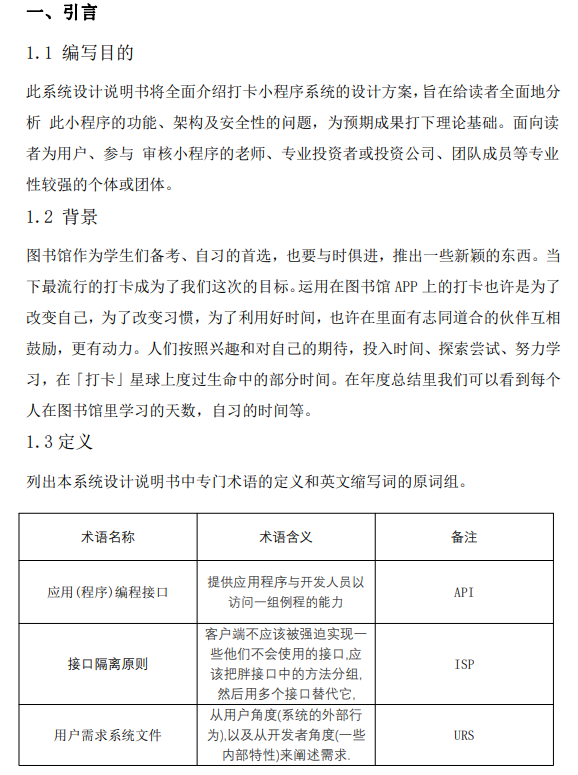 一、引言
1.1 编写目的
此系统设计说明书将全面介绍打卡小程序系统的设计方案，旨在给读者全面地分
析 此小程序的功能、架构及安全性的问题，为预期成果打下理论基础。面向读
者为用户、参与 审核小程序的老师、专业投资者或投资公司、团队成员等专业
性较强的个体或团体。
1.2 背景
图书馆作为学生们备考、自习的首选，也要与时俱进，推出一些新颖的东西。当
下最流行的打卡成为了我们这次的目标。运用在图书馆 APP 上的打卡也许是为了
改变自己，为了改变习惯，为了利用好时间，也许在里面有志同道合的伙伴互相
鼓励，更有动力。人们按照兴趣和对自己的期待，投入时间、探索尝试、努力学
习，在「打卡」星球上度过生命中的部分时间。在年度总结里我们可以看到每个
人在图书馆里学习的天数，自习的时间等。
1.3 定义
列出本系统设计说明书中专门术语的定义和英文缩写词的原词组。
术语名称 术语含义 备注
应用(程序)编程接口 提供应用程序与开发人员以 API
访问一组例程的能力
接口隔离原则 客户端不应该被强迫实现一 ISP
些他们不会使用的接口,应
该把胖接口中的方法分组,
然后用多个接口替代它,
用户需求系统文件 从用户角度(系统的外部行 URS
为),以及从开发者角度(一些
内部特性)来阐述需求.